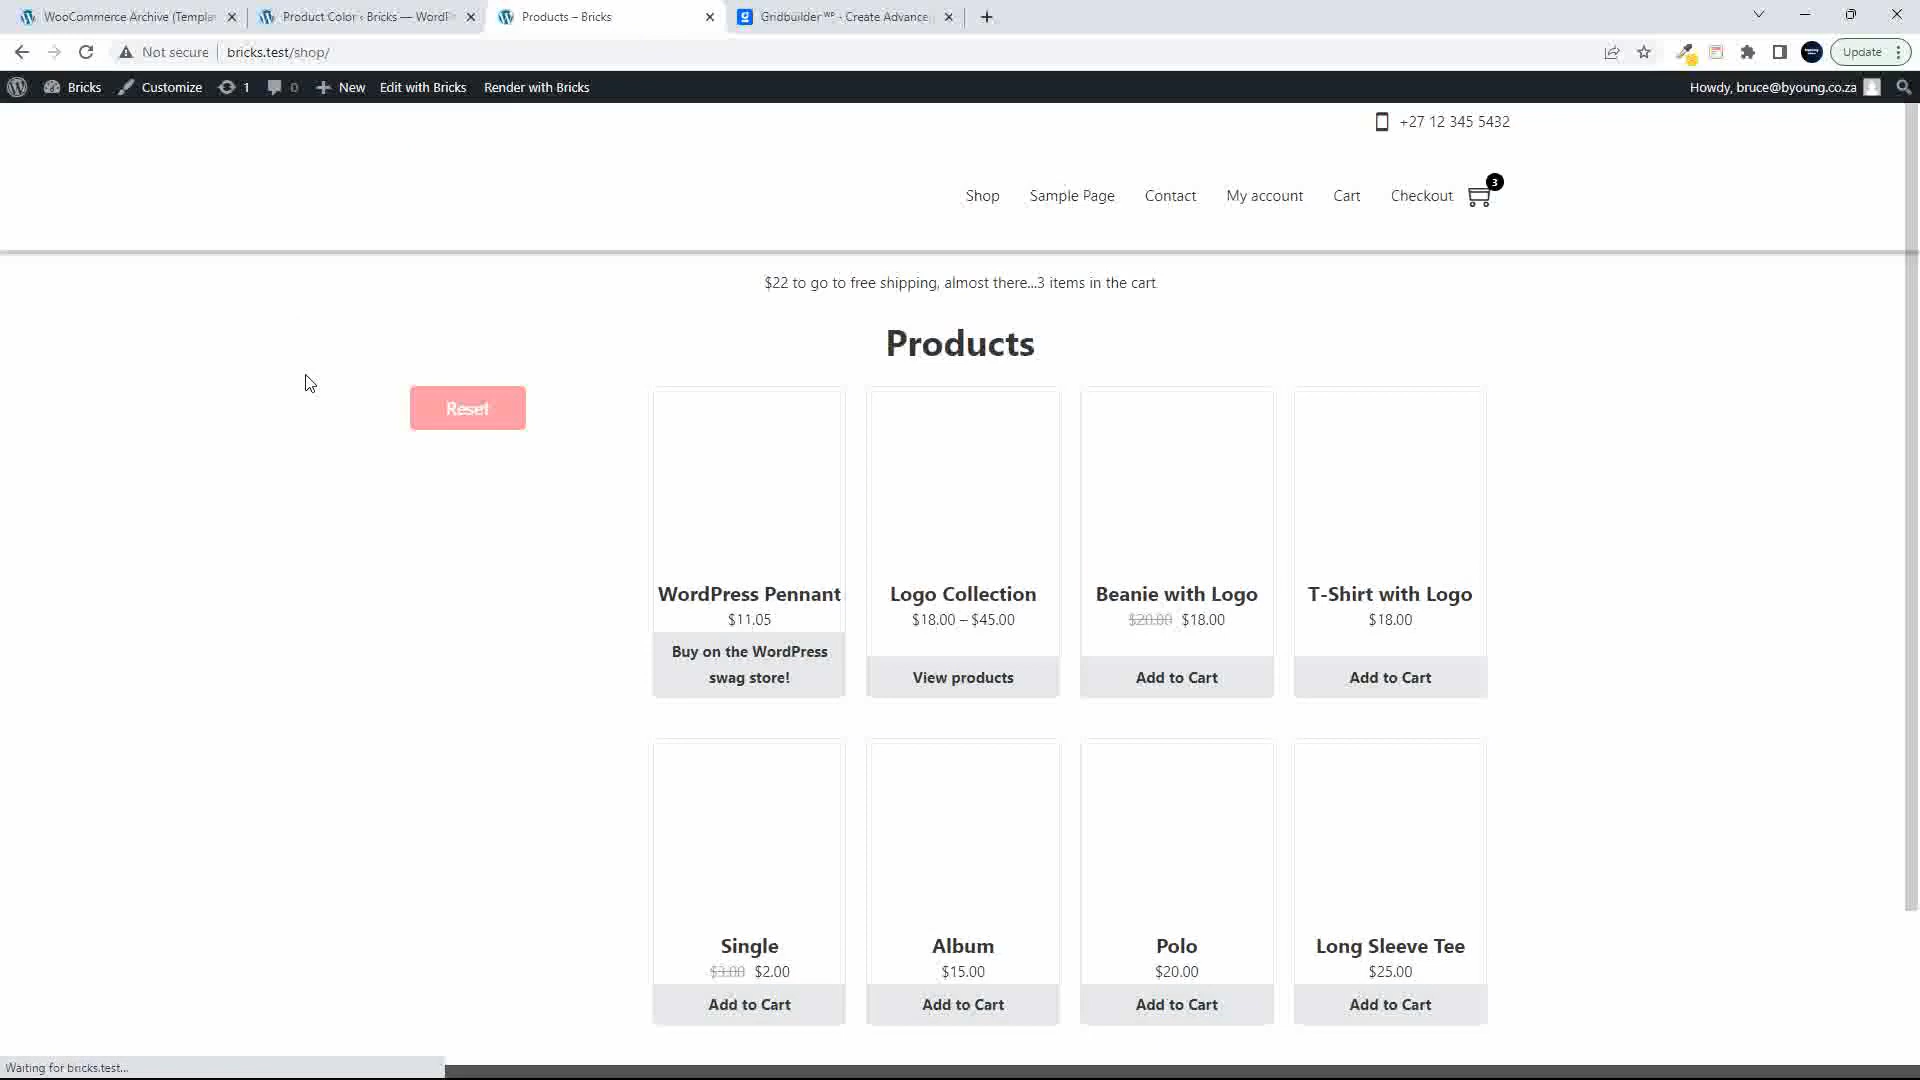 WooCommerce Archive (Templa
Product Color ‹ Bricks — WordP
Products – Bricks
Gridbuilder ᵂᴾ - Create Advance
Not secure
bricks.test/shop/
Update
Bricks
Customize
1
0
New
Edit with Bricks
Render with Bricks
Howdy, bruce@byoung.co.za
+27 12 345 5432
Shop
Sample Page
Contact
My account
Cart
Checkout
3
$22 to go to free shipping, almost there...3 items in the cart
Products
Reset
WordPress Pennant
$11.05
Buy on the WordPress
swag store!
Logo Collection
$18.00 – $45.00
View products
Beanie with Logo
$20.00 $18.00
Add to Cart
T-Shirt with Logo
$18.00
Add to Cart
Single
$3.00 $2.00
Add to Cart
Album
$15.00
Add to Cart
Polo
$20.00
Add to Cart
Long Sleeve Tee
$25.00
Add to Cart
Waiting for bricks.test...